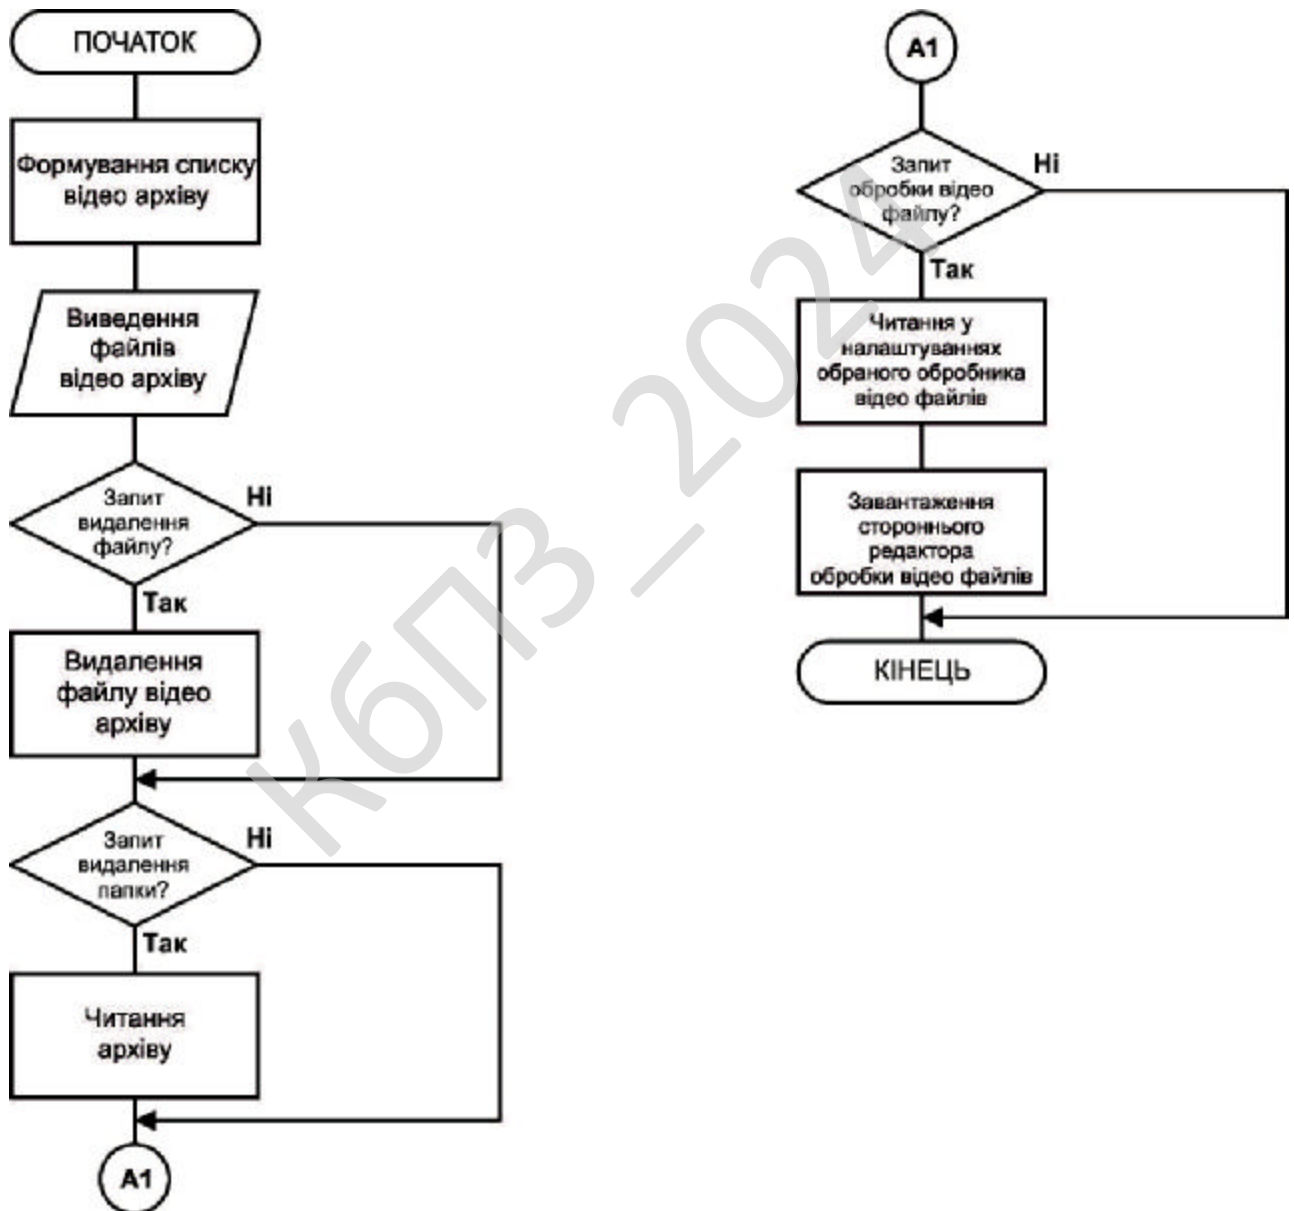 ПОЧАТОК
Формування списку
відео архіву
Виведення
файлів
відео архіву
Запит
видалення
файлу?
Ні
Так
Видалення
файлу відео
архіву
Запит
видалення
папки?
Ні
Так
Читання
архіву
А1
А1
Запит
обробки відео
файлу?
Ні
Так
Читання у
налаштуваннях
обраного обробника
відео файлів
Завантаження
стороннього
редактора
обробки відео файлів
КІНЕЦЬ
КбПЗ_2024